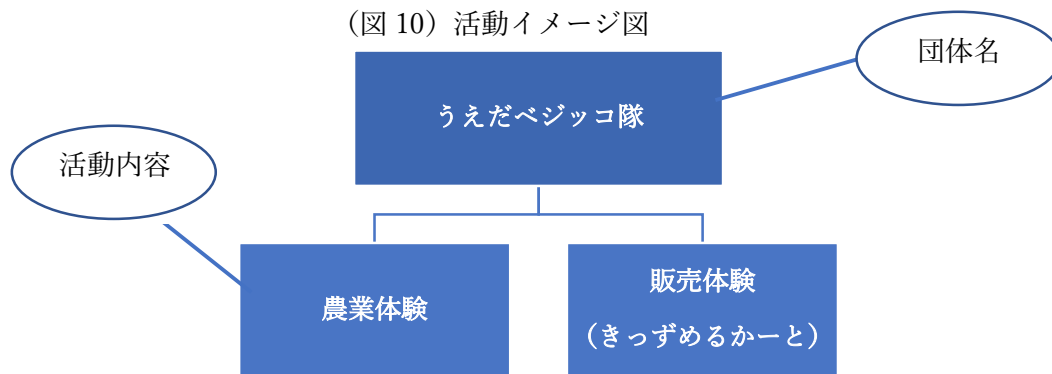 （図 10）活動イメージ図
団体名
うえだベジッコ隊
活動内容
農業体験
販売体験
（きっずめるかーと）